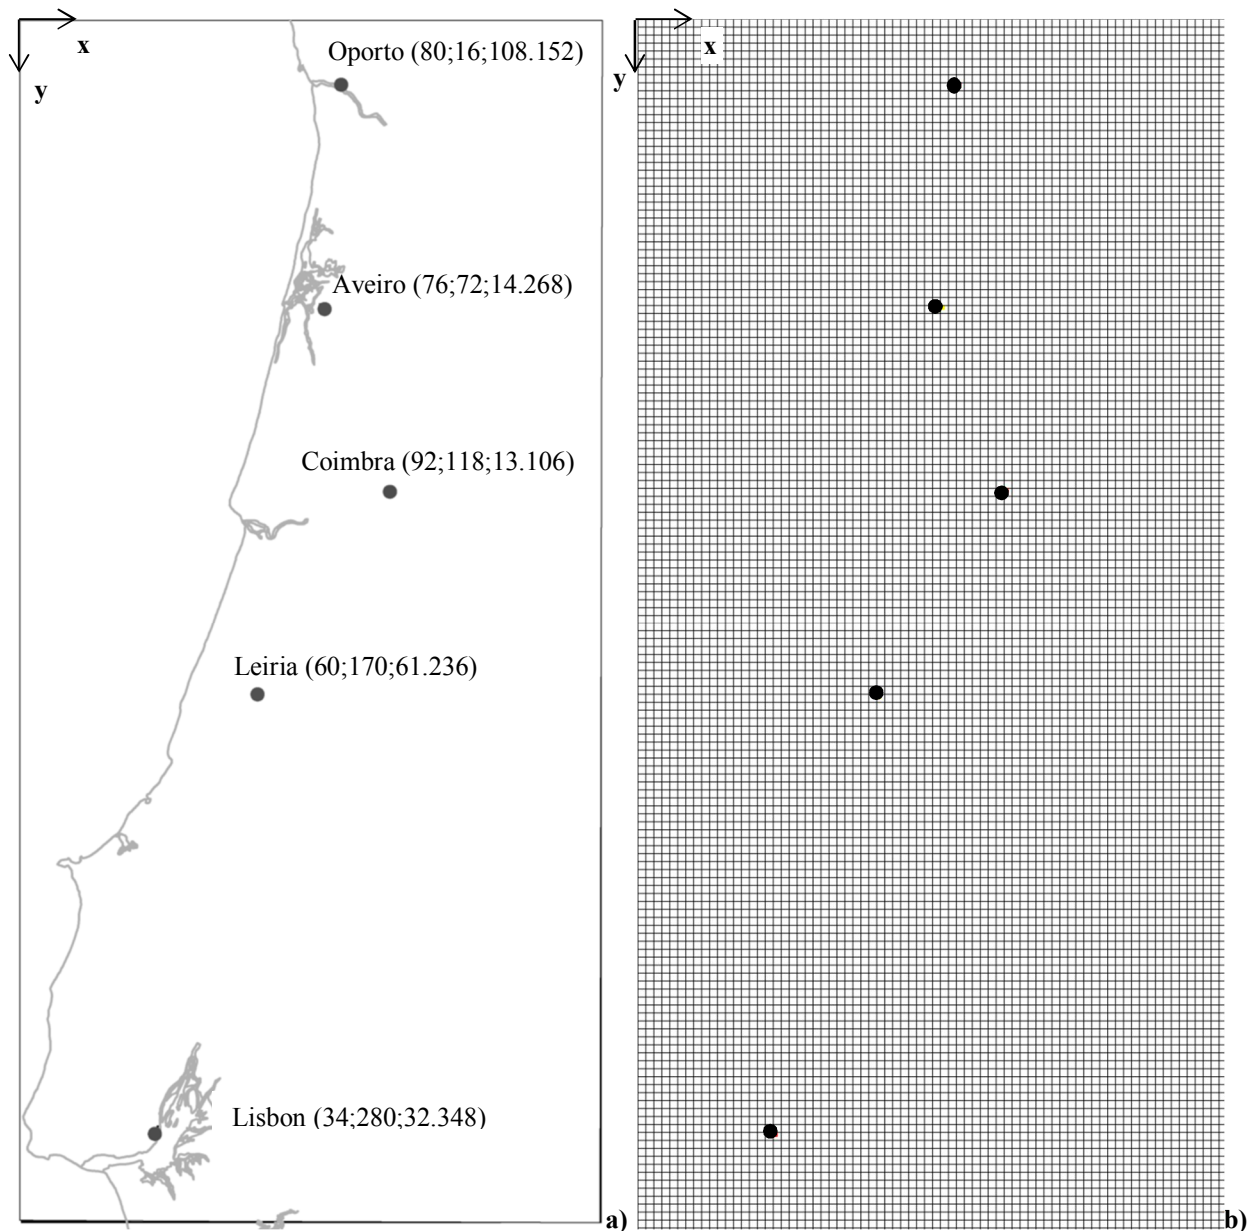 x
y
Oporto (80;16;108.152)
Aveiro (76;72;14.268)
Coimbra (92;118;13.106)
Leiria (60;170;61.236)
Lisbon (34;280;32.348)
a)
x
y
b)